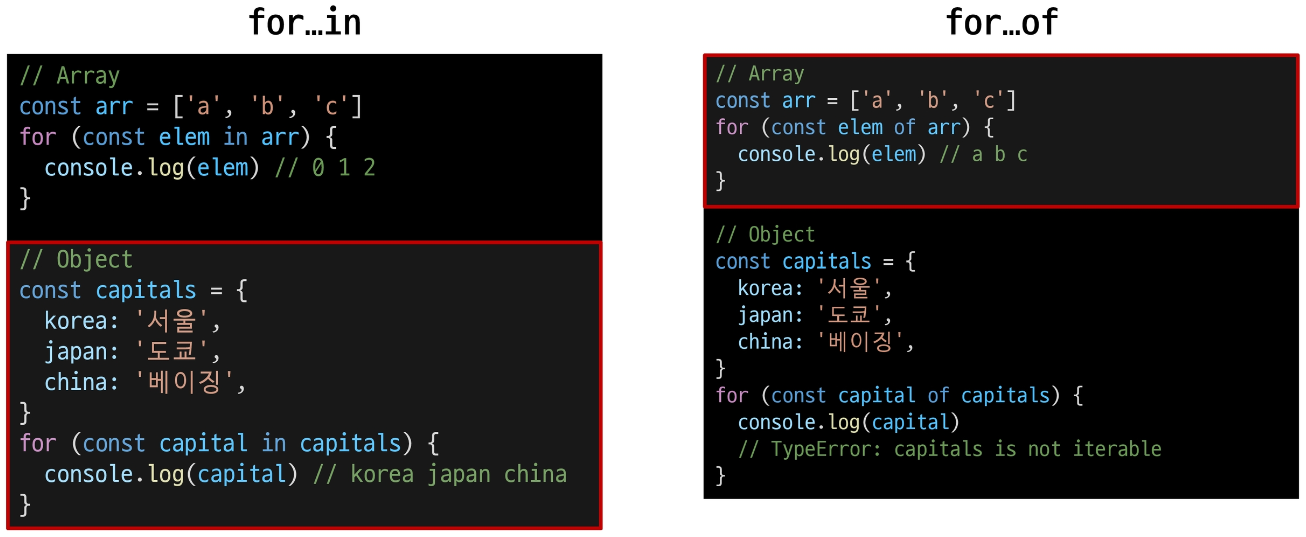 for…in
// Array
const arr = ['a', 'b', 'c']
for (const elem in arr) {
  console.log(elem) // 0 1 2
}
// Object
const capitals = {
  korea: '서울',
  japan: '도쿄',
  china: '베이징',
}
for (const capital in capitals) {
  console.log(capital) // korea japan china
}
for…of
// Array
const arr = ['a', 'b', 'c']
for (const elem of arr) {
  console.log(elem) // a b c
}
// Object
const capitals = {
  korea: '서울',
  japan: '도쿄',
  china: '베이징',
}
for (const capital of capitals) {
  console.log(capital)
  // TypeError: capitals is not iterable
}